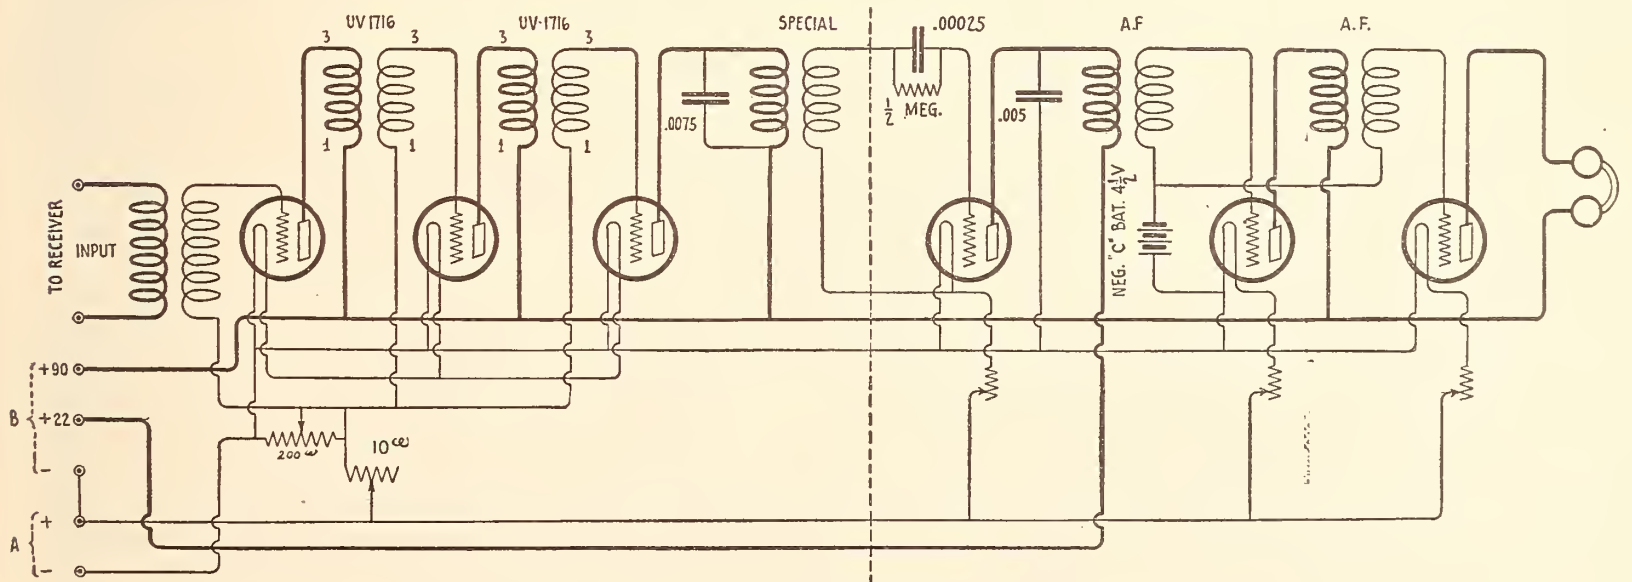 UV 1716
UV-1716
SPECIAL
.00025
A.F
A.F.
3
3
3
3
1
1
1
1
.0075
½ MEG.
.005
TO RECEIVER
INPUT
NEG. "C" BAT. 4½V
B
+90
+22
-
200 ω
10 ω
A
+
-